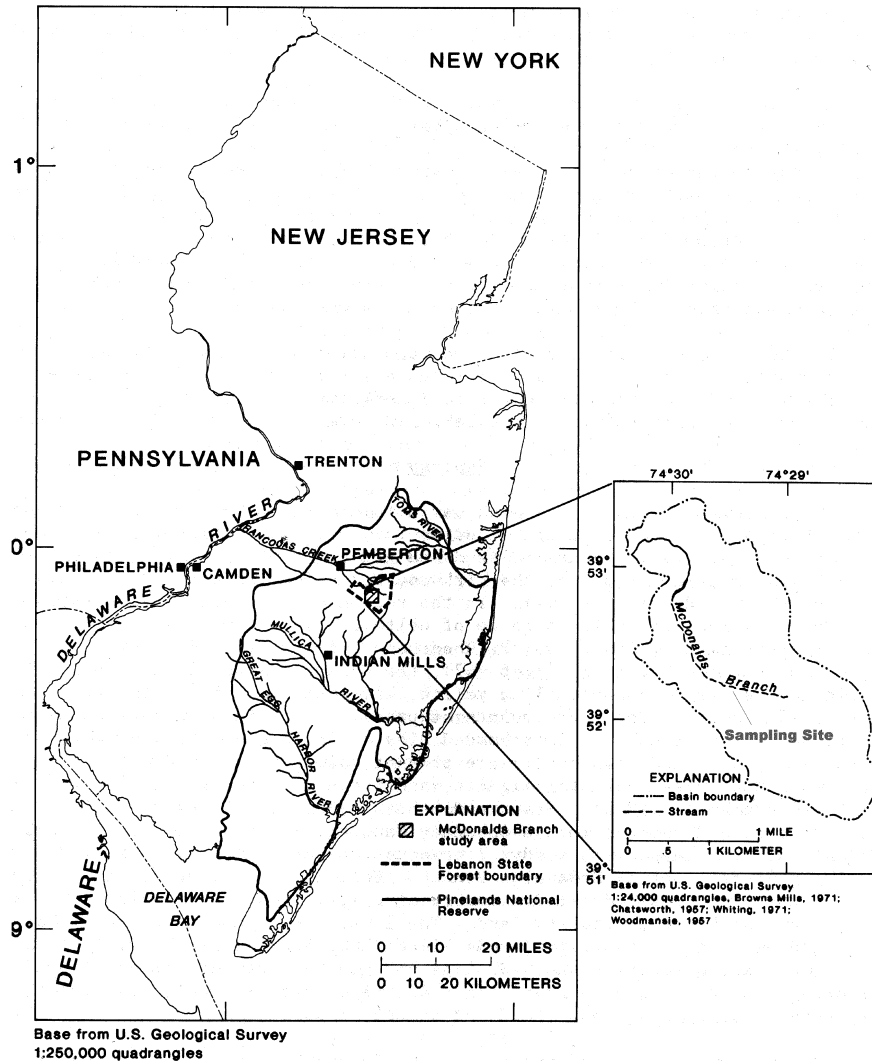 NEW YORK
1°
NEW JERSEY
PENNSYLVANIA
TRENTON
DELAWARE RIVER
RANCOCAS CREEK
TOMS RIVER
0°
PEMBERTON
PHILADELPHIA
CAMDEN
MULLICA RIVER
INDIAN MILLS
GREAT EGG HARBOR RIVER
DELAWARE
DELAWARE
BAY
9°
EXPLANATION
McDonalds Branch
study area
Lebanon State
Forest boundary
Pinelands National
Reserve
0 10 20 MILES
0 10 20 KILOMETERS
Base from U.S. Geological Survey
1:250,000 quadrangles
74°30' 74°29'
39°
53'
McDonalds
Branch
39°
52'
Sampling Site
EXPLANATION
Basin boundary
Stream
0 1 MILE
0 .5 1 KILOMETER
39°
51'
Base from U.S. Geological Survey
1:24,000 quadrangles, Browns Mills, 1971;
Chatsworth, 1957; Whiting, 1971;
Woodmansie, 1957